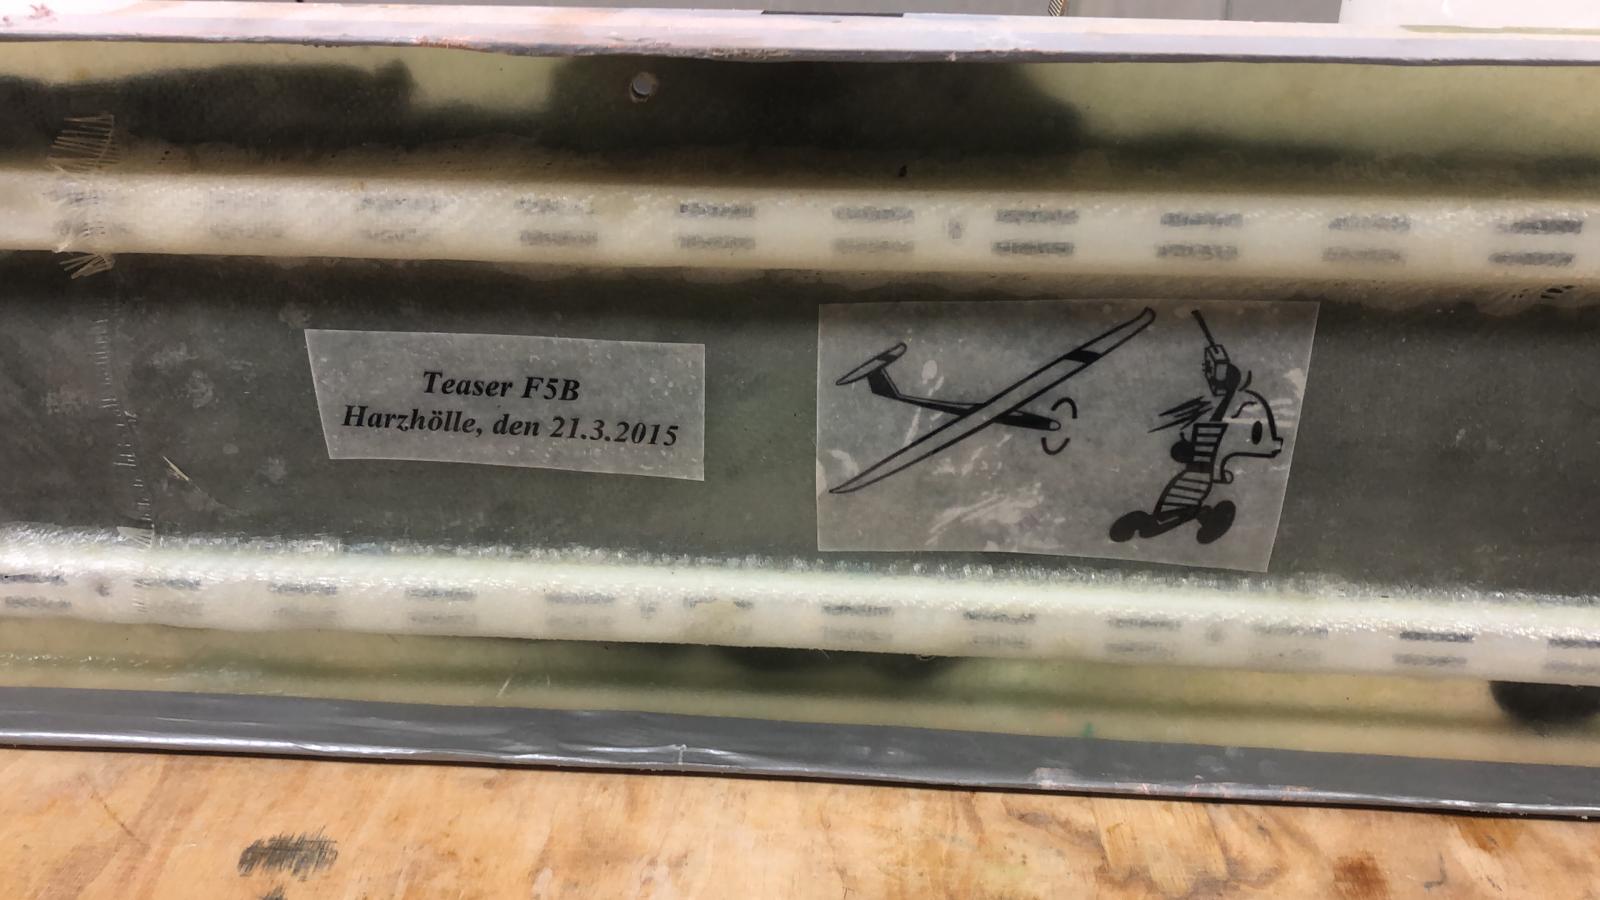 Teaser F5B
Harzhölle, den 21.3.2015